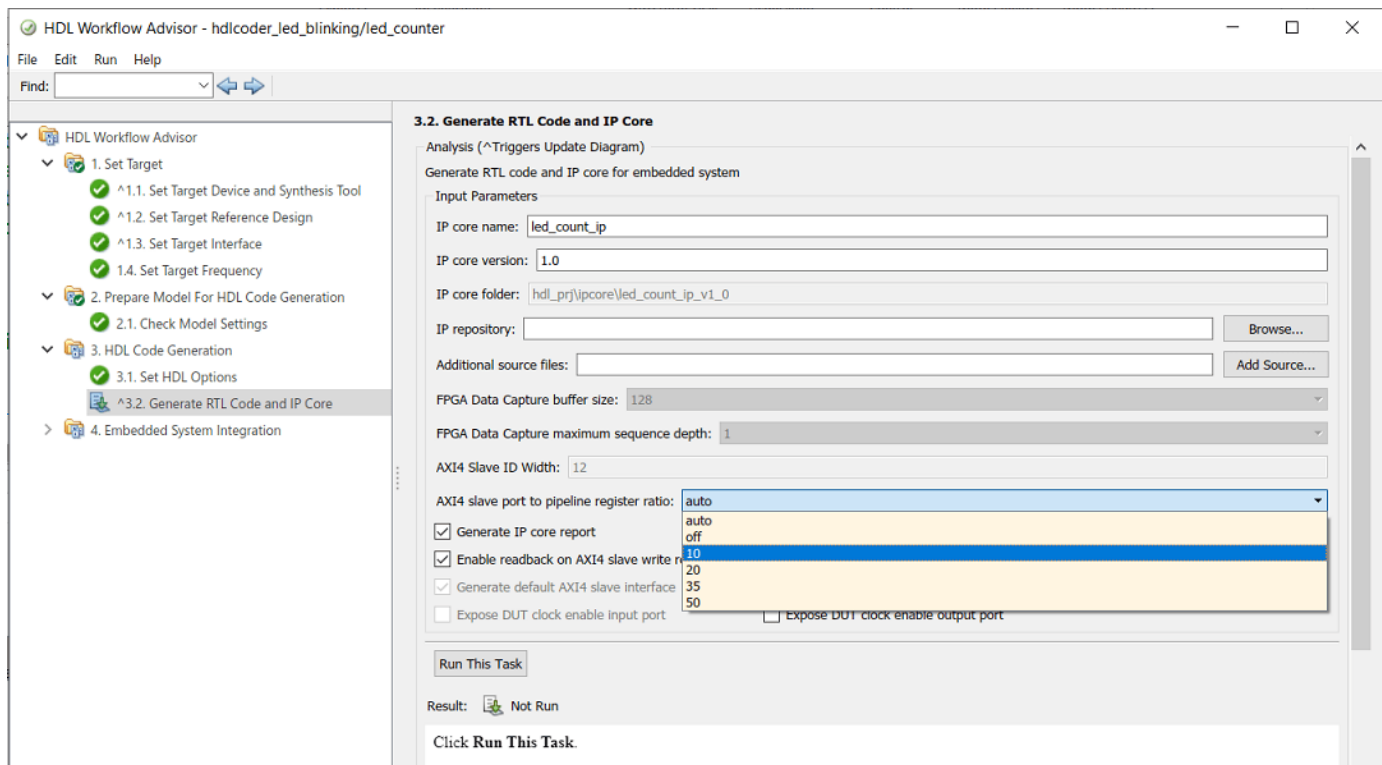 HDL Workflow Advisor - hdlcoder_led_blinking/led_counter
File Edit Run Help
Find:
HDL Workflow Advisor
1. Set Target
^1.1. Set Target Device and Synthesis Tool
^1.2. Set Target Reference Design
^1.3. Set Target Interface
1.4. Set Target Frequency
2. Prepare Model For HDL Code Generation
2.1. Check Model Settings
3. HDL Code Generation
3.1. Set HDL Options
^3.2. Generate RTL Code and IP Core
4. Embedded System Integration
3.2. Generate RTL Code and IP Core
Analysis (^Triggers Update Diagram)
Generate RTL code and IP core for embedded system
Input Parameters
IP core name: led_count_ip
IP core version: 1.0
IP core folder: hdl_prj\ipcore\led_count_ip_v1_0
IP repository: Browse...
Additional source files: Add Source...
FPGA Data Capture buffer size: 128
FPGA Data Capture maximum sequence depth: 1
AXI4 Slave ID Width: 12
AXI4 slave port to pipeline register ratio: auto
auto
off
10
20
35
50
Generate IP core report
Enable readback on AXI4 slave write r
Generate default AXI4 slave interface
Expose DUT clock enable input port Expose DUT clock enable output port
Run This Task
Result: Not Run
Click Run This Task.